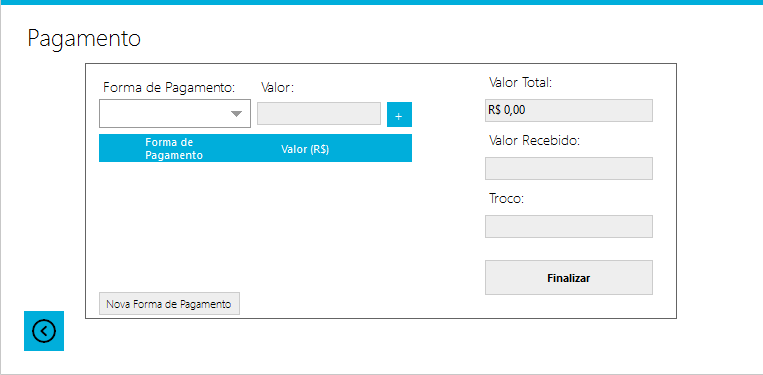 Pagamento
Forma de Pagamento:
Valor:
+
Forma de
Pagamento
Valor (R$)
Nova Forma de Pagamento
Valor Total:
R$ 0,00
Valor Recebido:
Troco:
Finalizar